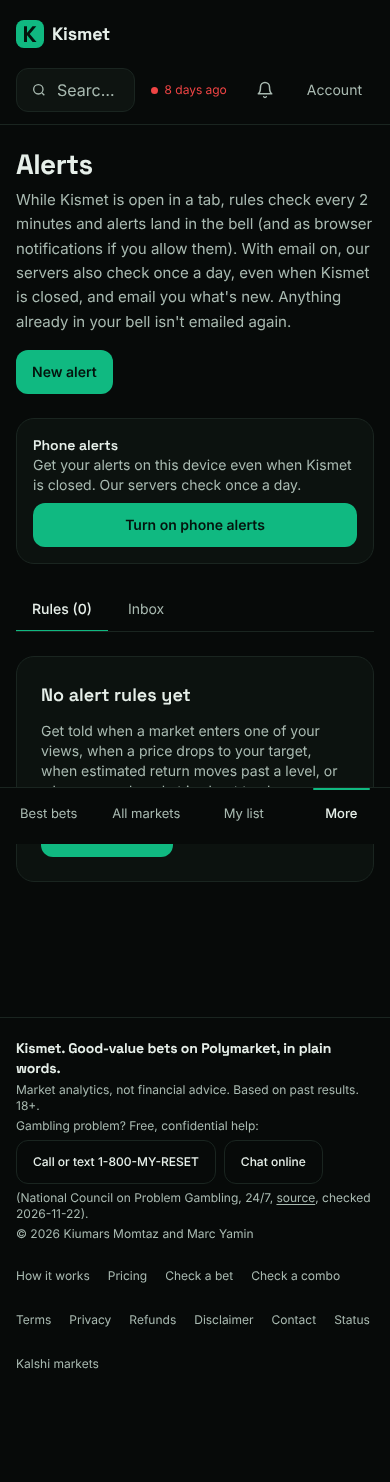 K Kismet
Searc...
8 days ago
Account
Alerts
While Kismet is open in a tab, rules check every 2
minutes and alerts land in the bell (and as browser
notifications if you allow them). With email on, our
servers also check once a day, even when Kismet
is closed, and email you what's new. Anything
already in your bell isn't emailed again.
New alert
Phone alerts
Get your alerts on this device even when Kismet
is closed. Our servers check once a day.
Turn on phone alerts
Rules (0)
Inbox
No alert rules yet
Get told when a market enters one of your
views, when a price drops to your target,
when estimated return moves past a level, or
Best bets
All markets
My list
More
Kismet. Good-value bets on Polymarket, in plain
words.
Market analytics, not financial advice. Based on past results.
18+.
Gambling problem? Free, confidential help:
Call or text 1-800-MY-RESET
Chat online
(National Council on Problem Gambling, 24/7, source, checked
2026-11-22).
© 2026 Kiumars Momtaz and Marc Yamin
How it works
Pricing
Check a bet
Check a combo
Terms
Privacy
Refunds
Disclaimer
Contact
Status
Kalshi markets